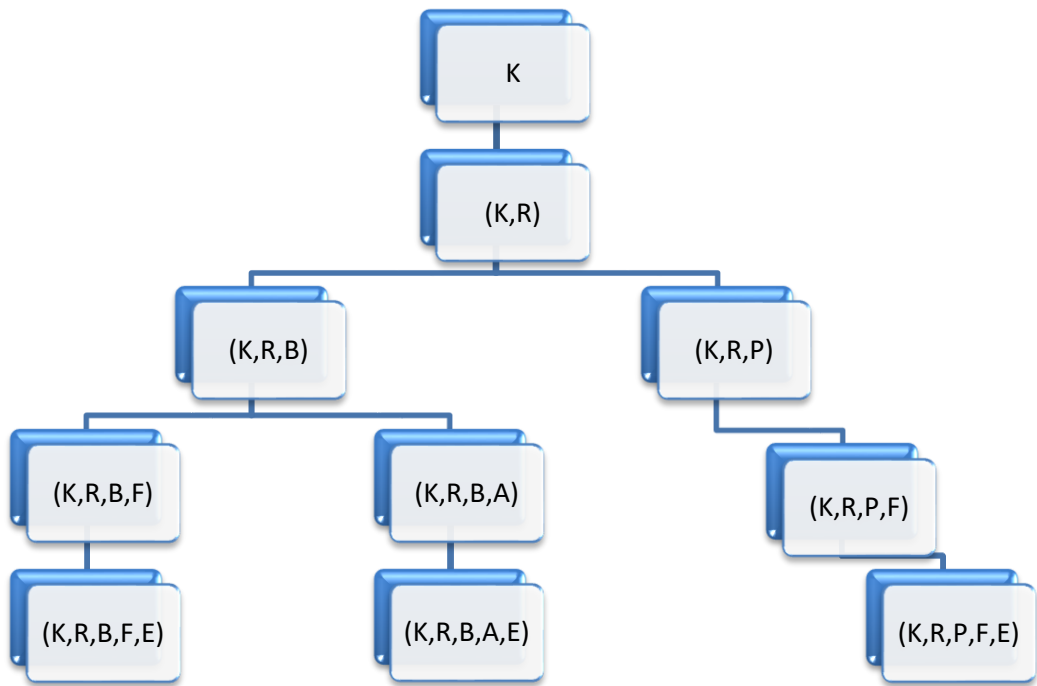 K
(K,R)
(K,R,B)
(K,R,P)
(K,R,B,F)
(K,R,B,A)
(K,R,P,F)
(K,R,B,F,E)
(K,R,B,A,E)
(K,R,P,F,E)